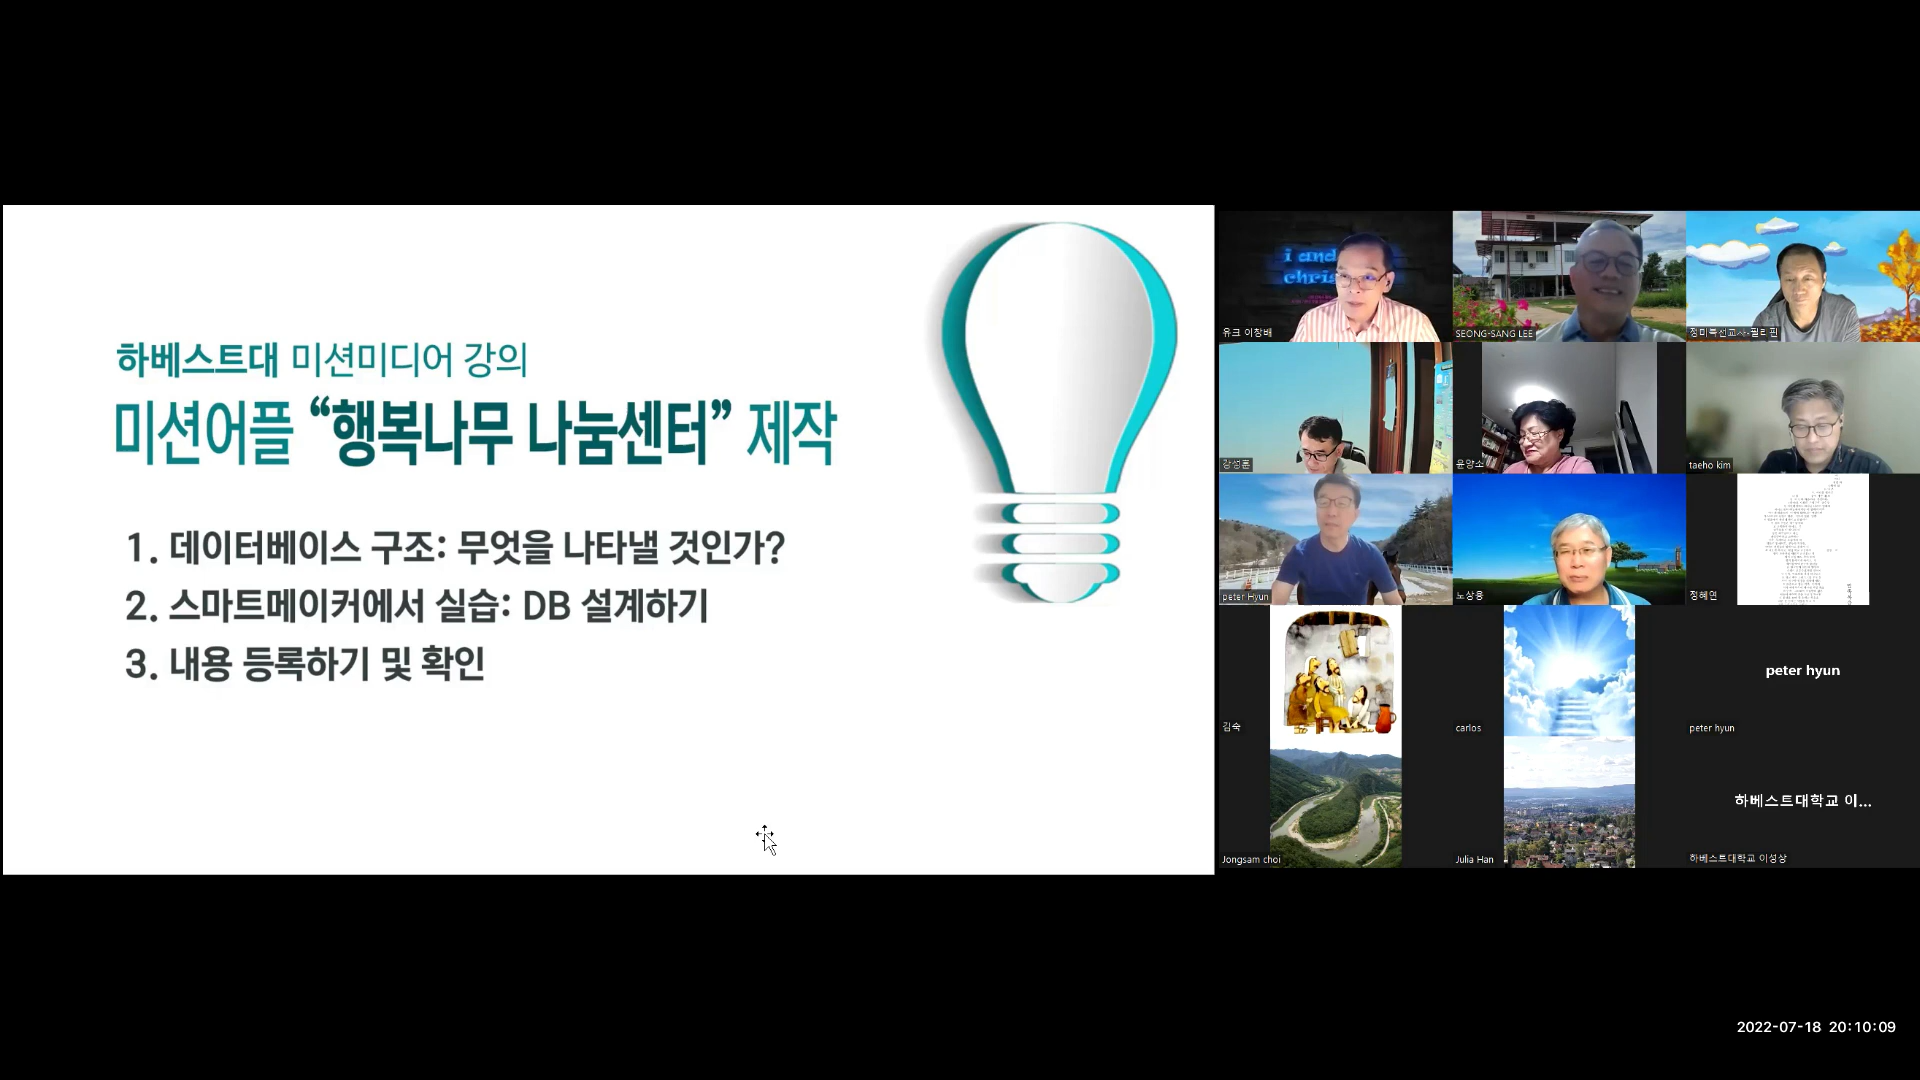 하베스트대 미션미디어 강의
미션어플 “행복나무 나눔센터” 제작
1. 데이터베이스 구조: 무엇을 나타낼 것인가?
2. 스마트메이커에서 실습: DB 설계하기
3. 내용 등록하기 및 확인
i and
chris
유크 이창배
SEONG-SANG LEE
정미목선교사-필리핀
강성훈
윤양소
taeho kim
peter Hyun
노상용
정혜연
김숙
carlos
peter hyun
peter hyun
Jongsam choi
Julia Han
하베스트대학교 이...
하베스트대학교 이성상
2022-07-18 20:10:09